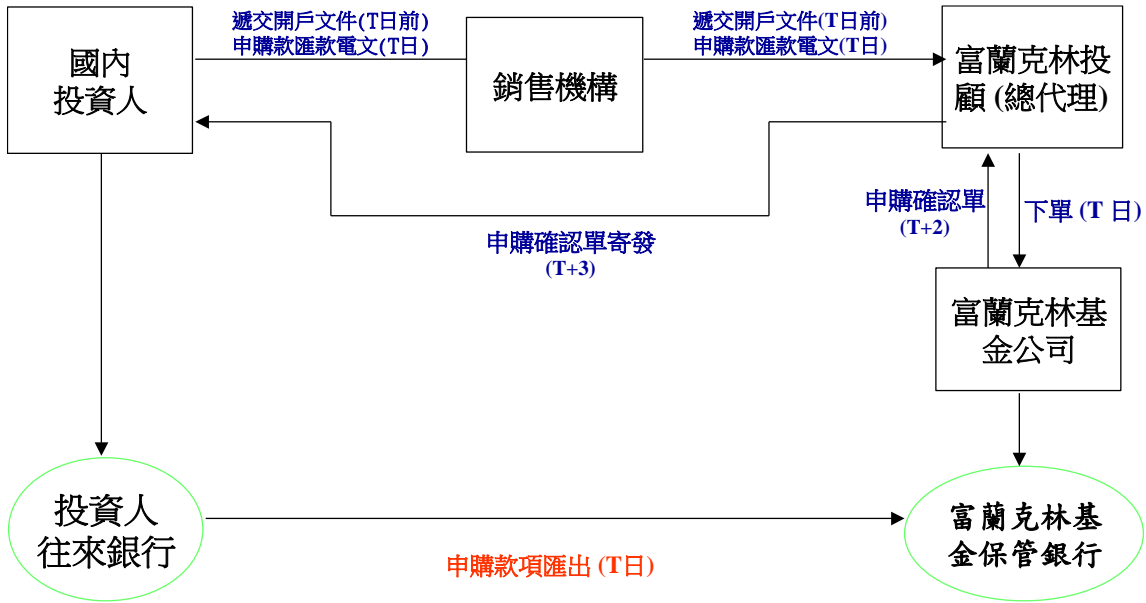 遞交開戶文件(T日前)
申購款匯款電文(T日)
遞交開戶文件(T日前)
申購款匯款電文(T日)
國內
投資人
銷售機構
富蘭克林投
顧 (總代理)
申購確認單
(T+2)
下單 (T 日)
申購確認單寄發
(T+3)
富蘭克林基
金公司
投資人
往來銀行
富蘭克林基
金保管銀行
申購款項匯出 (T日)